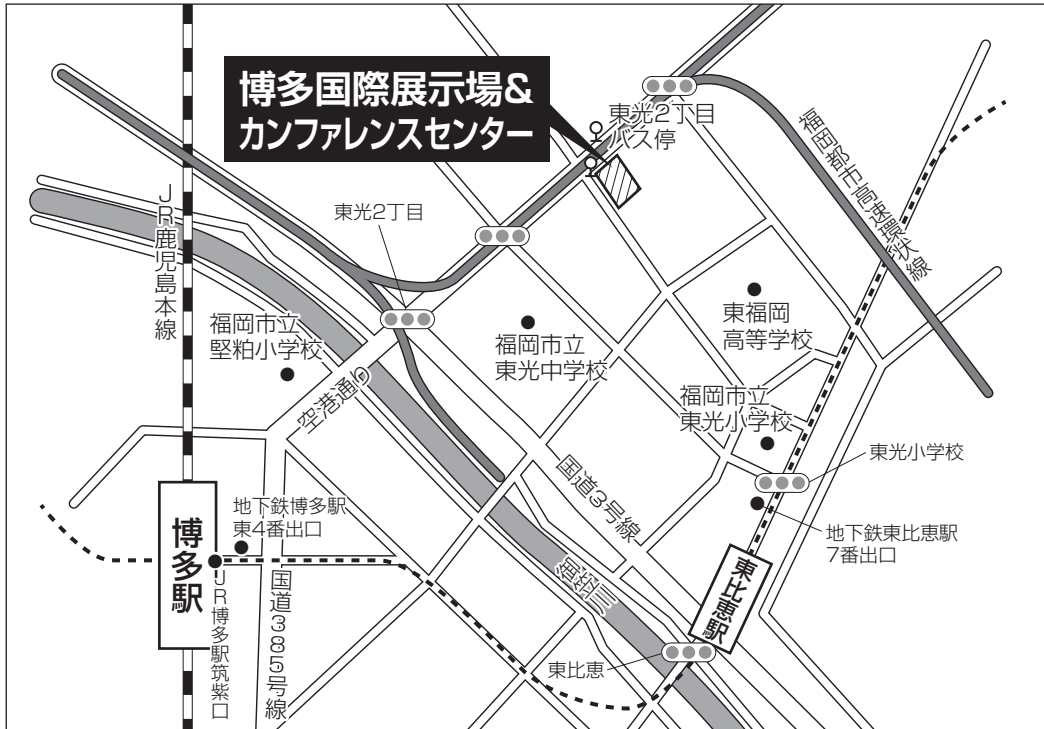 博多国際展示場&
カンファレンスセンター
東光2丁目
バス停
福岡都市高速環状線
JR鹿児島本線
東光2丁目
福岡市立
堅粕小学校
福岡市立
東光中学校
東福岡
高等学校
福岡市立
東光小学校
空港通り
国道3号線
東光小学校
地下鉄博多駅
東4番出口
地下鉄東比恵駅
7番出口
博多駅
JR博多駅筑紫口
国道385号線
御笠川
東比恵駅
東比恵